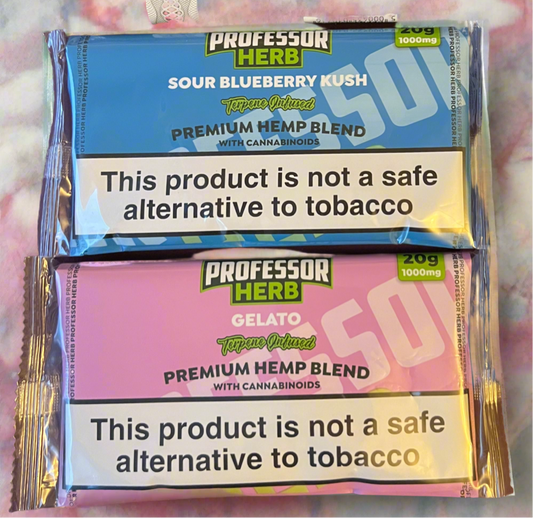 PROFESSOR
HERB
20g
1000mg
SOUR BLUEBERRY KUSH
Terpene Infused
PREMIUM HEMP BLEND
WITH CANNABINOIDS
This product is not a safe
alternative to tobacco
PROFESSOR
HERB
20g
1000mg
GELATO
Terpene Infused
PREMIUM HEMP BLEND
WITH CANNABINOIDS
This product is not a safe
alternative to tobacco